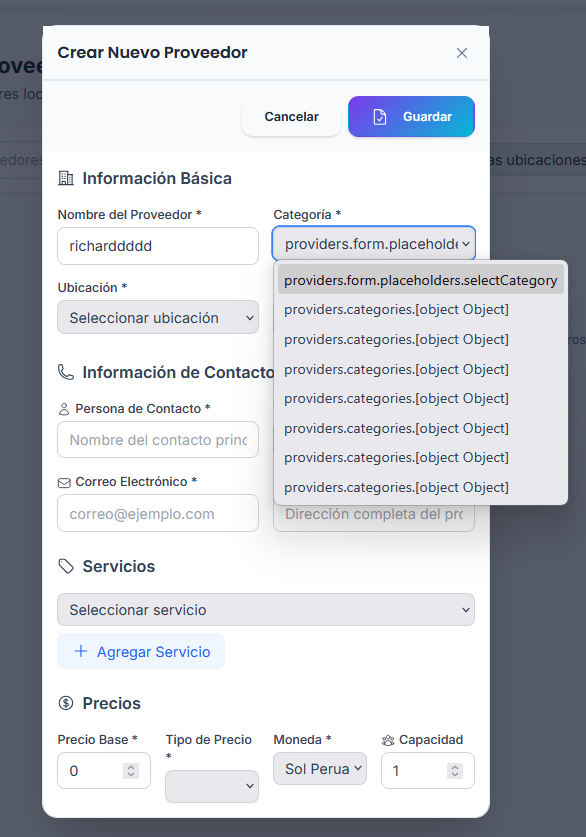 ovee
Crear Nuevo Proveedor
res loc
Cancelar
Guardar
edores
as ubicaciones
Información Básica
Nombre del Proveedor *
Categoría *
richarddddd
providers.form.placeholde
providers.form.placeholders.selectCategory
Ubicación *
providers.categories.[object Object]
Seleccionar ubicación
providers.categories.[object Object]
providers.categories.[object Object]
Información de Contacto
providers.categories.[object Object]
Persona de Contacto *
providers.categories.[object Object]
Nombre del contacto princ
providers.categories.[object Object]
Correo Electrónico *
providers.categories.[object Object]
correo@ejemplo.com
Dirección completa del pro
Servicios
Seleccionar servicio
+ Agregar Servicio
Precios
Precio Base *
Tipo de Precio *
Moneda *
Capacidad
0
Sol Perua
1